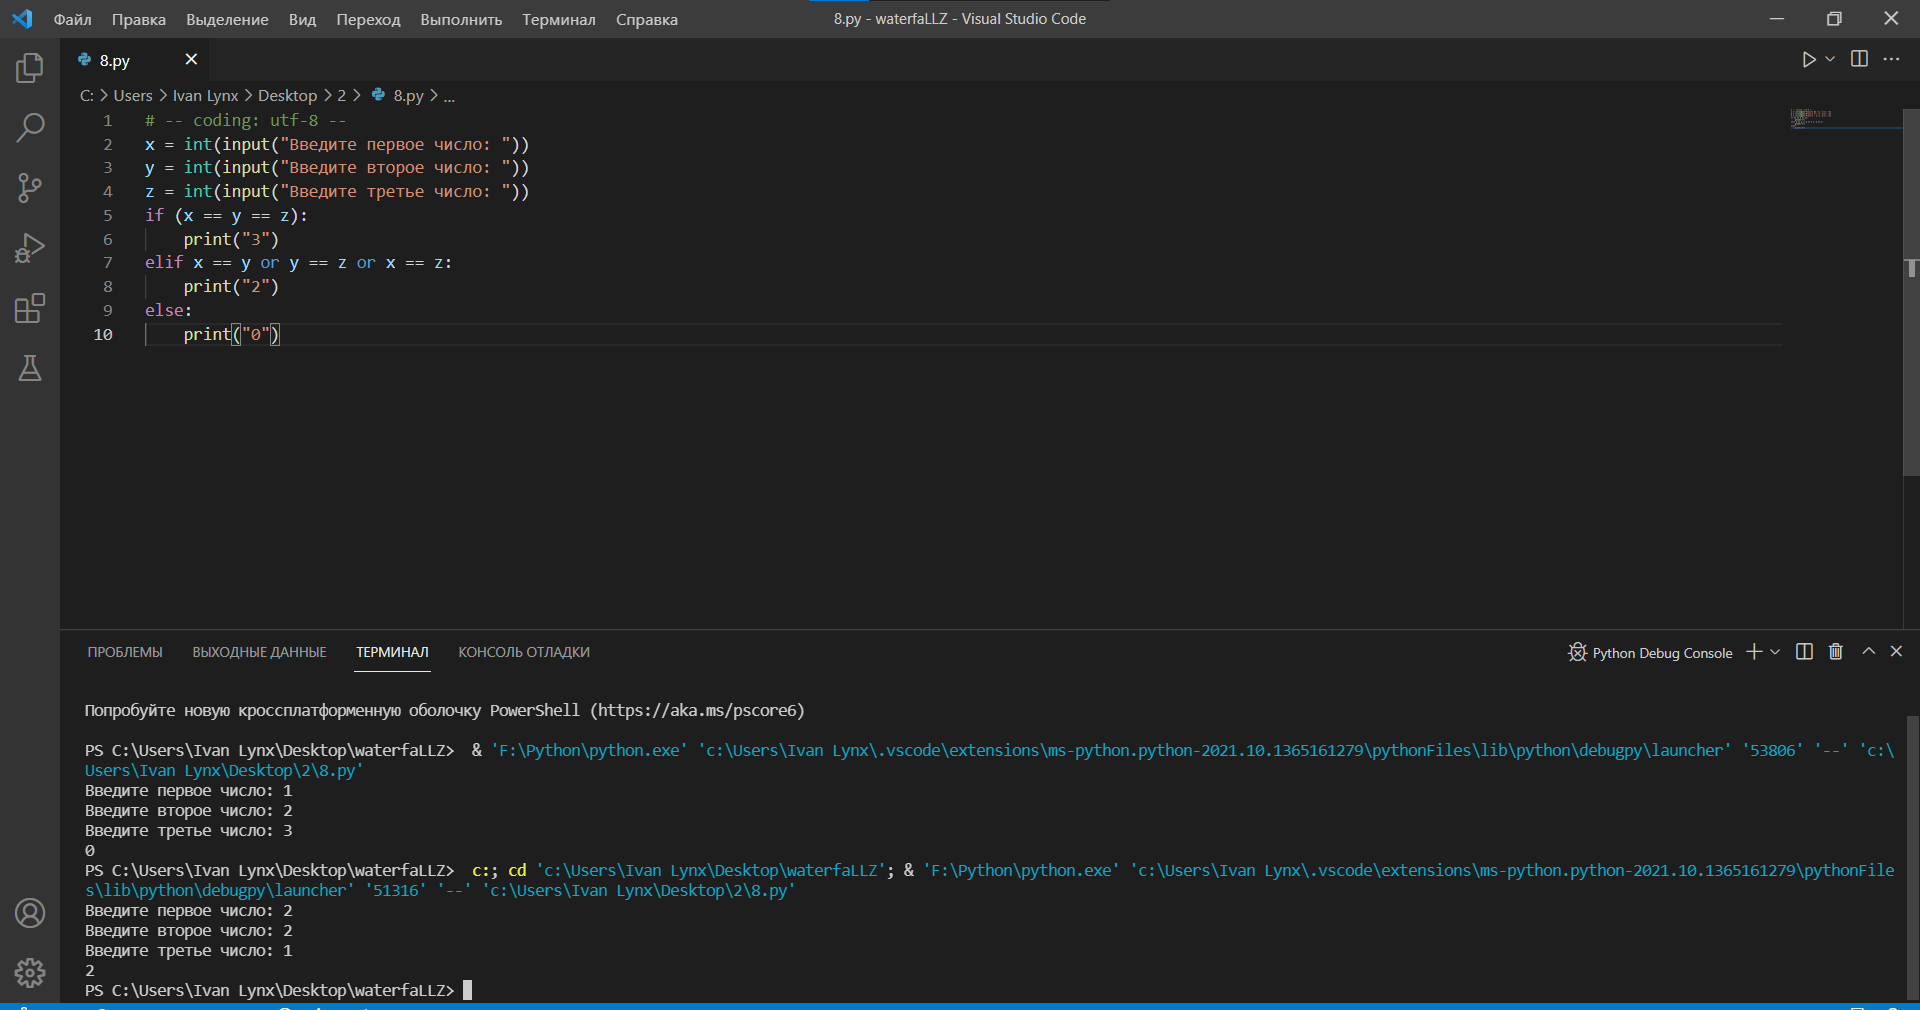 Файл Правка Выделение Вид Переход Выполнить Терминал Справка 8.py - waterfaLLZ - Visual Studio Code
8.py
C: > Users > Ivan Lynx > Desktop > 2 > 8.py > ...
1 # -- coding: utf-8 --
2 x = int(input("Введите первое число: "))
3 y = int(input("Введите второе число: "))
4 z = int(input("Введите третье число: "))
5 if (x == y == z):
6 print("3")
7 elif x == y or y == z or x == z:
8 print("2")
9 else:
10 print("0")
ПРОБЛЕМЫ ВЫХОДНЫЕ ДАННЫЕ ТЕРМИНАЛ КОНСОЛЬ ОТЛАДКИ Python Debug Console
Попробуйте новую кроссплатформенную оболочку PowerShell (https://aka.ms/pscore6)
PS C:\Users\Ivan Lynx\Desktop\waterfaLLZ>  & 'F:\Python\python.exe' 'c:\Users\Ivan Lynx\.vscode\extensions\ms-python.python-2021.10.1365161279\pythonFiles\lib\python\debugpy\launcher' '53806' '--' 'c:\
Users\Ivan Lynx\Desktop\2\8.py'
Введите первое число: 1
Введите второе число: 2
Введите третье число: 3
0
PS C:\Users\Ivan Lynx\Desktop\waterfaLLZ>  c:; cd 'c:\Users\Ivan Lynx\Desktop\waterfaLLZ'; & 'F:\Python\python.exe' 'c:\Users\Ivan Lynx\.vscode\extensions\ms-python.python-2021.10.1365161279\pythonFile
s\lib\python\debugpy\launcher' '51316' '--' 'c:\Users\Ivan Lynx\Desktop\2\8.py'
Введите первое число: 2
Введите второе число: 2
Введите третье число: 1
2
PS C:\Users\Ivan Lynx\Desktop\waterfaLLZ>